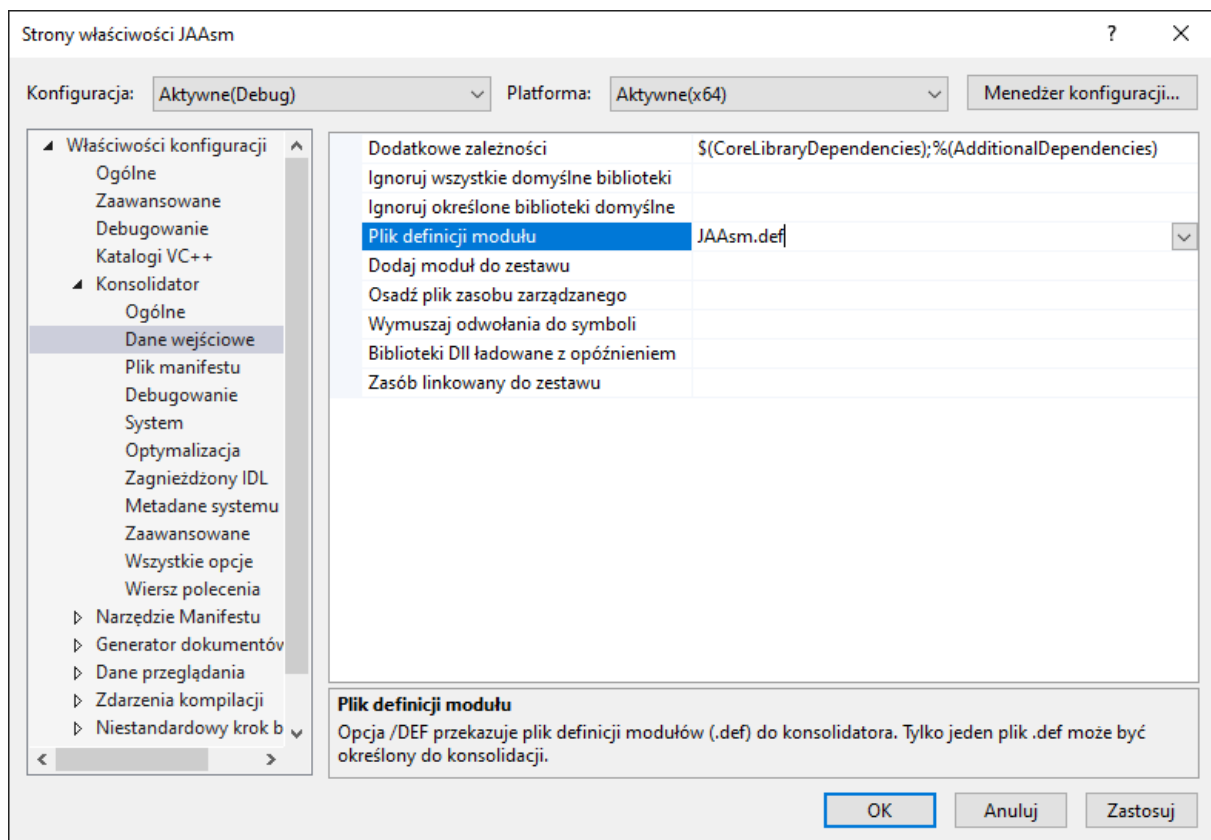 Strony właściwości JAAsm
Konfiguracja: Aktywne(Debug) Platforma: Aktywne(x64) Menedżer konfiguracji...
Właściwości konfiguracji
Ogólne
Zaawansowane
Debugowanie
Katalogi VC++
Konsolidator
Ogólne
Dane wejściowe
Plik manifestu
Debugowanie
System
Optymalizacja
Zagnieżdżony IDL
Metadane systemu
Zaawansowane
Wszystkie opcje
Wiersz polecenia
Narzędzie Manifestu
Generator dokumentów
Dane przeglądania
Zdarzenia kompilacji
Niestandardowy krok b
Dodatkowe zależności $(CoreLibraryDependencies);%(AdditionalDependencies)
Ignoruj wszystkie domyślne biblioteki
Ignoruj określone biblioteki domyślne
Plik definicji modułu JAAsm.def
Dodaj moduł do zestawu
Osadź plik zasobu zarządzanego
Wymuszaj odwołania do symboli
Biblioteki Dll ładowane z opóźnieniem
Zasób linkowany do zestawu
Plik definicji modułu
Opcja /DEF przekazuje plik definicji modułów (.def) do konsolidatora. Tylko jeden plik .def może być
określony do konsolidacji.
OK Anuluj Zastosuj